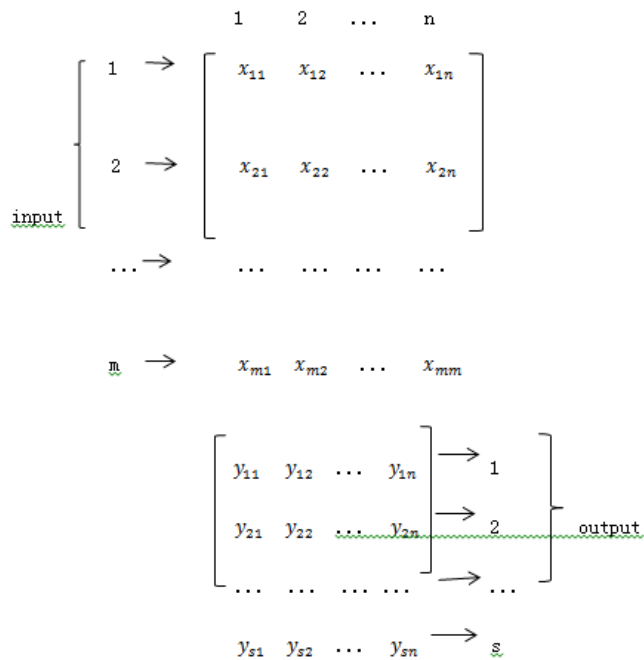 1 2 ... n
1 → x₁₁ x₁₂ ... x₁ₙ
2 → x₂₁ x₂₂ ... x₂ₙ
input
... → ... ... ... ...
m → xₘ₁ xₘ₂ ... xₘₘ
y₁₁ y₁₂ ... y₁ₙ → 1
y₂₁ y₂₂ ... y₂ₙ → 2 output
... ... ... ... → ...
yₛ₁ yₛ₂ ... yₛₙ → s